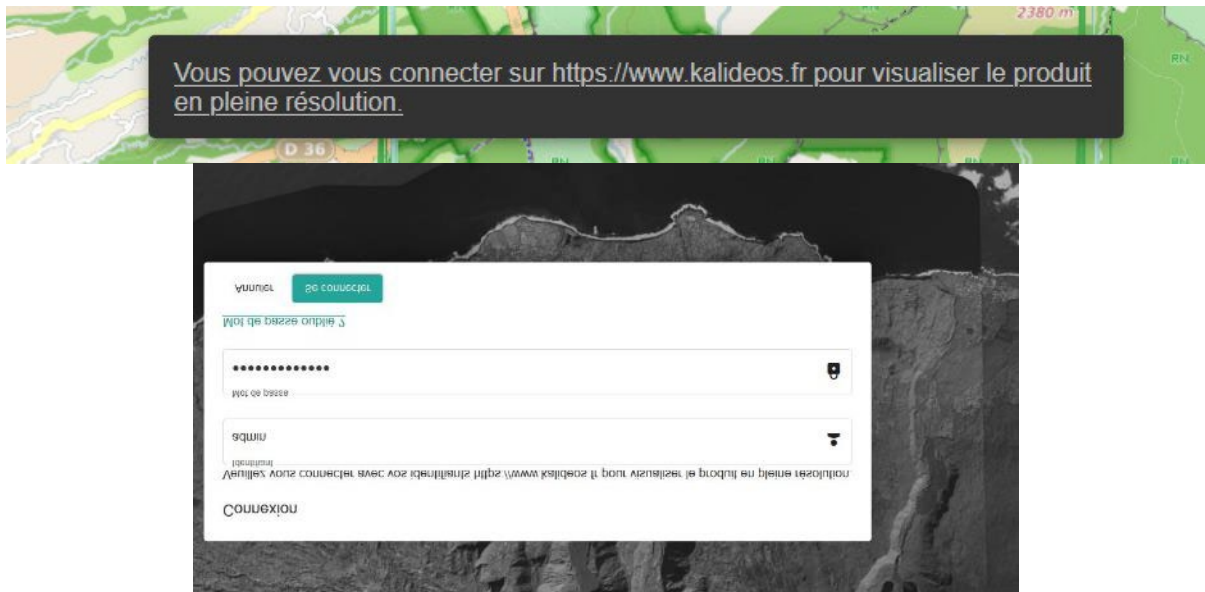 2380 m
RN
Vous pouvez vous connecter sur https://www.kalideos.fr pour visualiser le produit
en pleine résolution.
D 36
Connexion
Veuillez vous connecter avec vos identifiants https://www.kalideos.fr pour visualiser le produit en pleine résolution.
Identifiant
admin
Mot de passe
•••••••••••••
Mot de passe oublié ?
Annuler Se connecter